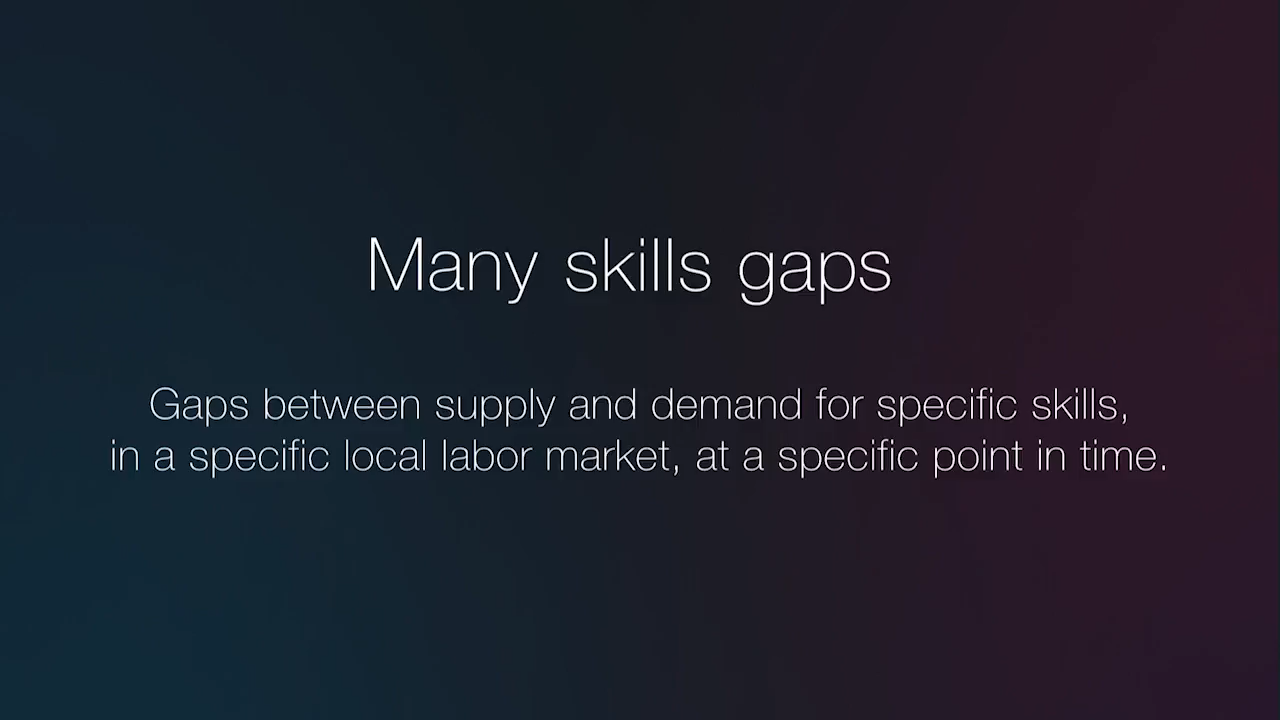 Many skills gaps
Gaps between supply and demand for specific skills,
in a specific local labor market, at a specific point in time.